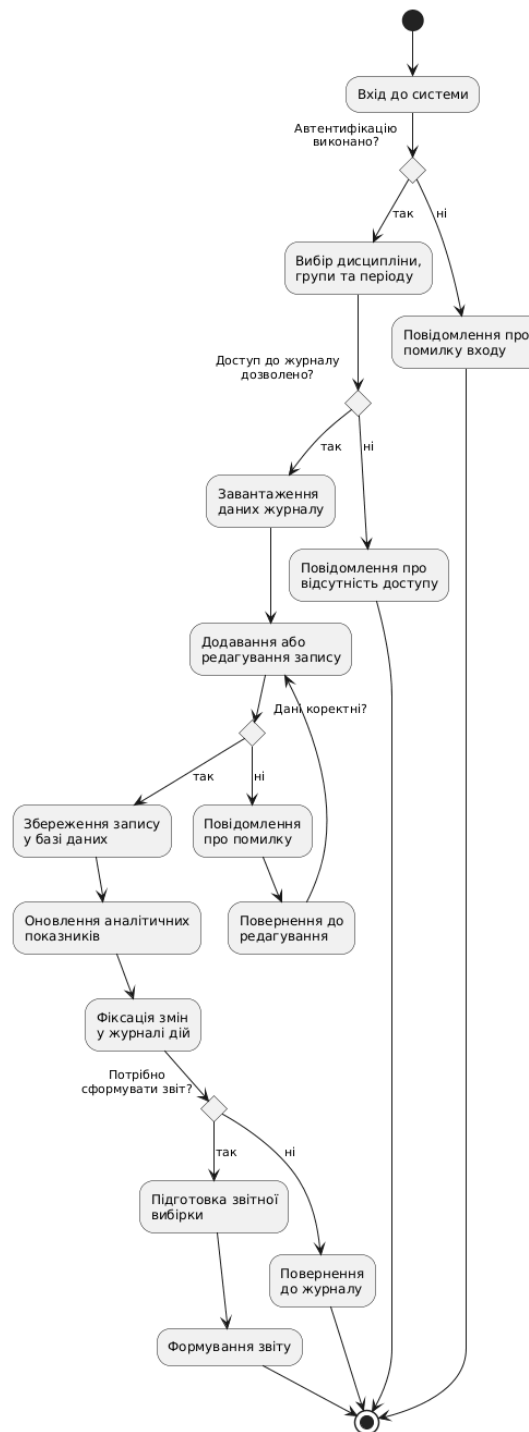 Вхід до системи
Автентифікацію
виконано?
так
ні
Вибір дисципліни,
групи та періоду
Повідомлення про
помилку входу
Доступ до журналу
дозволено?
так
ні
Завантаження
даних журналу
Повідомлення про
відсутність доступу
Додавання або
редагування запису
Дані коректні?
так
ні
Збереження запису
у базі даних
Повідомлення
про помилку
Оновлення аналітичних
показників
Повернення до
редагування
Фіксація змін
у журналі дій
Потрібно
сформувати звіт?
так
ні
Підготовка звітної
вибірки
Повернення
до журналу
Формування звіту